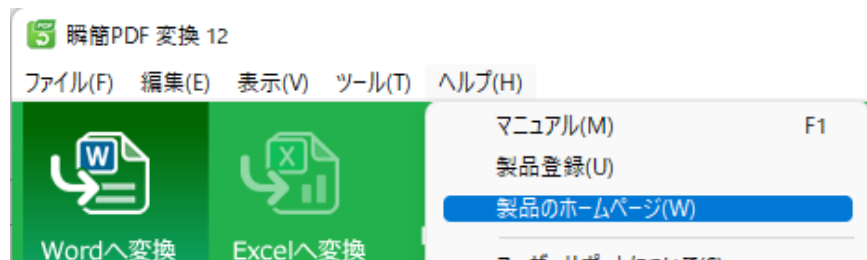 瞬簡PDF 変換 12
ファイル(F) 編集(E) 表示(V) ツール(T) ヘルプ(H)
マニュアル(M) F1
製品登録(U)
製品のホームページ(W)
Wordへ変換 Excelへ変換